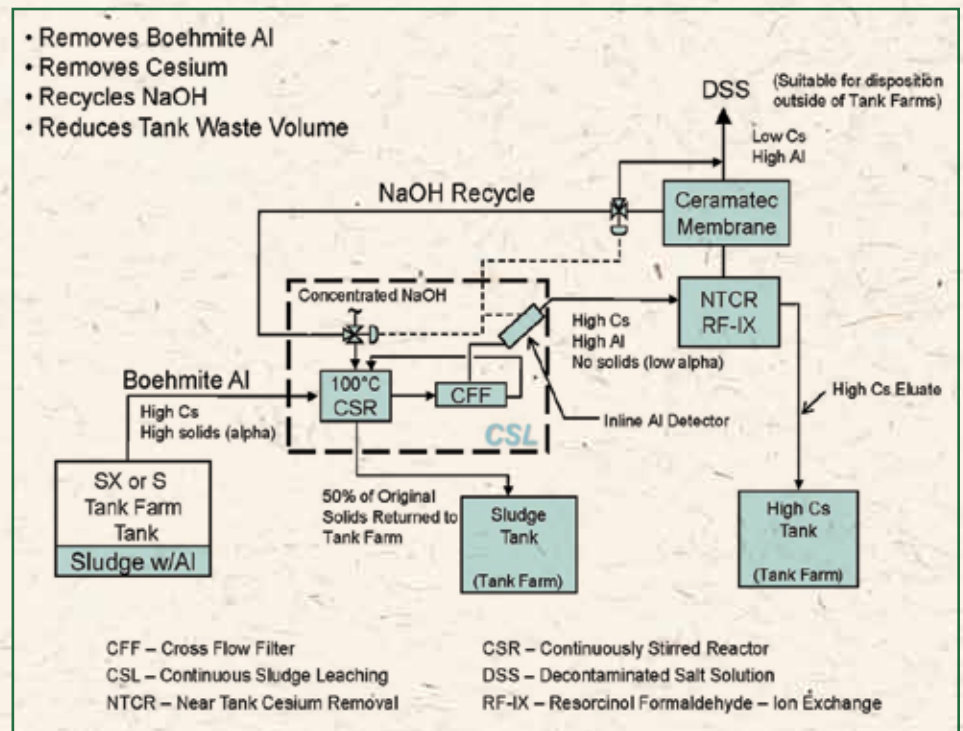 • Removes Boehmite Al
• Removes Cesium
• Recycles NaOH
• Reduces Tank Waste Volume
DSS
(Suitable for disposition
outside of Tank Farms)
Low Cs
High Al
NaOH Recycle
Ceramatec
Membrane
Concentrated NaOH
NTCR
RF-IX
High Cs
High Al
No solids (low alpha)
Boehmite Al
High Cs
High solids (alpha)
100°C
CSR
CFF
CSL
Inline Al Detector
High Cs Eluate
SX or S
Tank Farm
Tank
Sludge w/Al
50% of Original
Solids Returned to
Tank Farm
Sludge
Tank
(Tank Farm)
High Cs
Tank
(Tank Farm)
CFF – Cross Flow Filter
CSL – Continuous Sludge Leaching
NTCR – Near Tank Cesium Removal
CSR – Continuously Stirred Reactor
DSS – Decontaminated Salt Solution
RF-IX – Resorcinol Formaldehyde – Ion Exchange